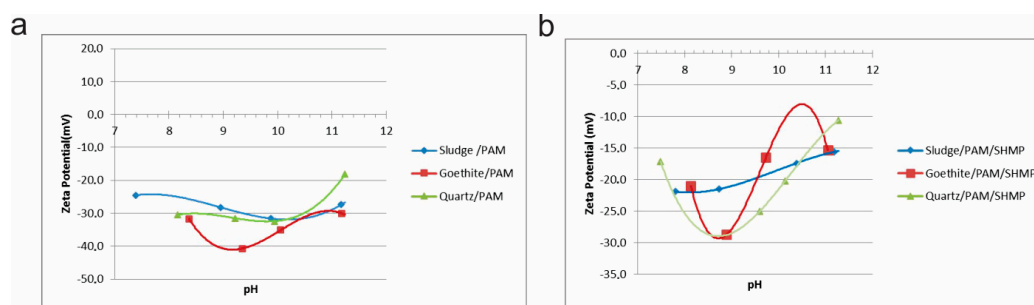 a
20,0
10,0
0,0
7 8 9 10 11 12
-10,0
-20,0
-30,0
-40,0
-50,0
Zeta Potential(mV)
pH
Sludge /PAM
Goethite/PAM
Quartz/PAM
b
0,0
7 8 9 10 11 12
-5,0
-10,0
-15,0
-20,0
-25,0
-30,0
-35,0
Zeta Potential (mV)
pH
Sludge/PAM/SHMP
Goethite/PAM/SHMP
Quartz/PAM/SHMP